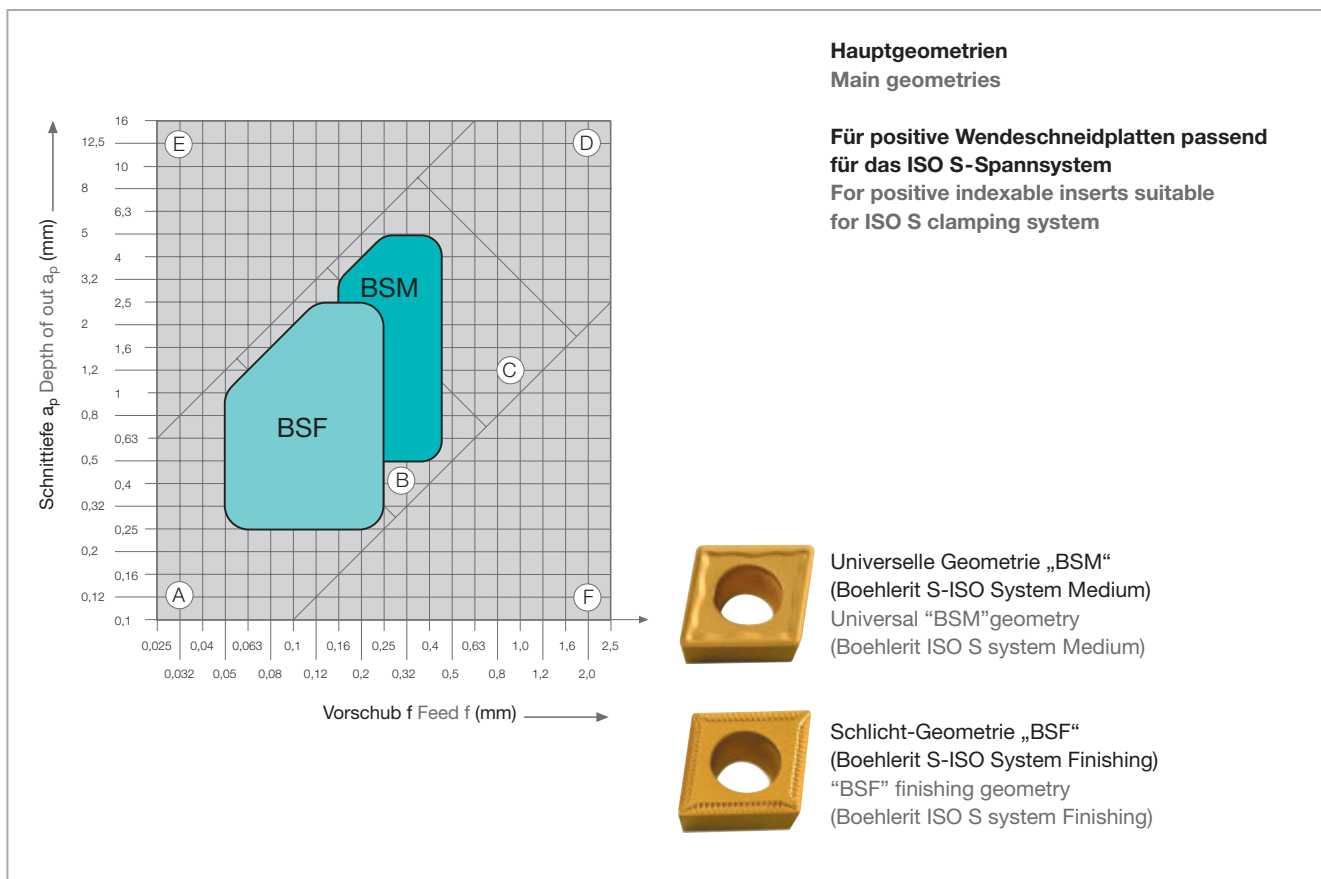 Hauptgeometrien
Main geometries
Für positive Wendeschneidplatten passend
für das ISO S-Spannsystem
For positive indexable inserts suitable
for ISO S clamping system
Schnittiefe ap Depth of out ap (mm)
16
12,5
10
8
6,3
5
4
3,2
2,5
2
1,6
1,2
1
0,8
0,63
0,5
0,4
0,32
0,25
0,2
0,16
0,12
0,1
E
D
BSM
C
BSF
B
A
F
0,025 0,04 0,063 0,1 0,16 0,25 0,4 0,63 1,0 1,6 2,5
0,032 0,05 0,08 0,12 0,2 0,32 0,5 0,8 1,2 2,0
Vorschub f Feed f (mm)
Universelle Geometrie „BSM“
(Boehlerit S-ISO System Medium)
Universal “BSM”geometry
(Boehlerit ISO S system Medium)
Schlicht-Geometrie „BSF“
(Boehlerit S-ISO System Finishing)
“BSF” finishing geometry
(Boehlerit ISO S system Finishing)